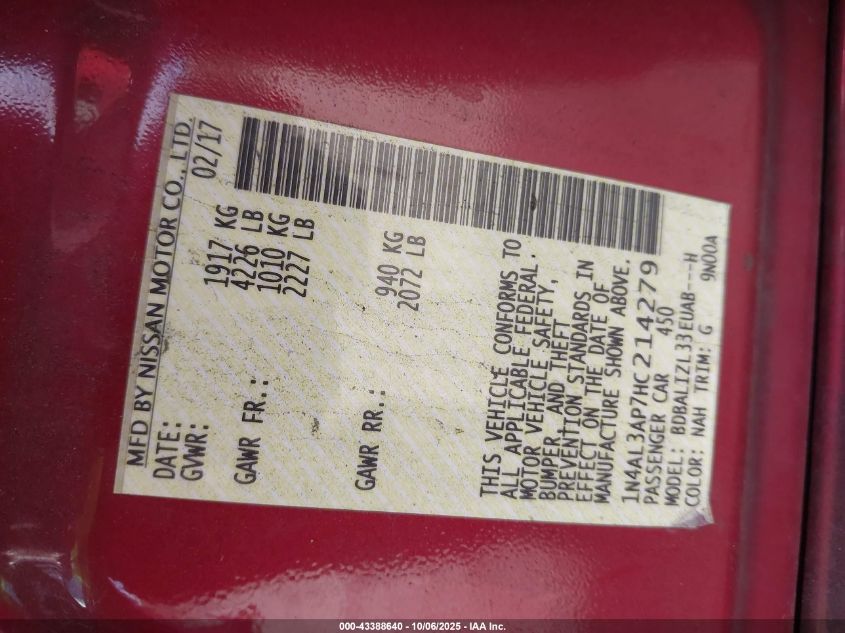 MFD BY NISSAN MOTOR CO., LTD.
DATE: 02/17
GVWR: 1917 KG
4226 LB
GAWR FR.: 1010 KG
2227 LB
GAWR RR.: 940 KG
2072 LB
THIS VEHICLE CONFORMS TO
ALL APPLICABLE FEDERAL
MOTOR VEHICLE SAFETY,
BUMPER, AND THEFT
PREVENTION STANDARDS IN
EFFECT ON THE DATE OF
MANUFACTURE SHOWN ABOVE.
1N4AL3AP7HC214279
PASSENGER CAR 450
MODEL: BDBALIZL33EUAB---H
COLOR: NAH TRIM: G 9N00A
000-43388640 - 10/06/2025 - IAA Inc.